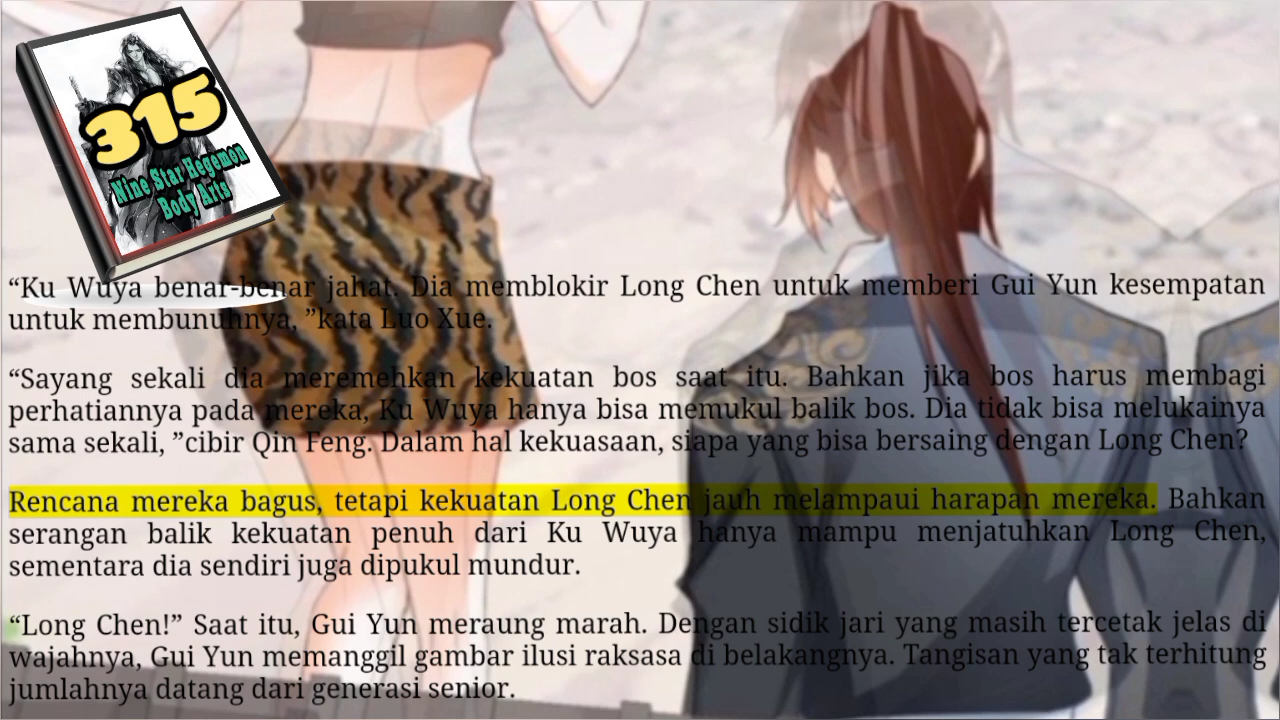 315
Nine Star Hegemon
Body Arts
“Ku Wuya benar-benar jahat. Dia memblokir Long Chen untuk memberi Gui Yun kesempatan
untuk membunuhnya, ”kata Luo Xue.
“Sayang sekali dia meremehkan kekuatan bos saat itu. Bahkan jika bos harus membagi
perhatiannya pada mereka, Ku Wuya hanya bisa memukul balik bos. Dia tidak bisa melukainya
sama sekali, ”cibir Qin Feng. Dalam hal kekuasaan, siapa yang bisa bersaing dengan Long Chen?
Rencana mereka bagus, tetapi kekuatan Long Chen jauh melampaui harapan mereka. Bahkan
serangan balik kekuatan penuh dari Ku Wuya hanya mampu menjatuhkan Long Chen,
sementara dia sendiri juga dipukul mundur.
“Long Chen!” Saat itu, Gui Yun meraung marah. Dengan sidik jari yang masih tercetak jelas di
wajahnya, Gui Yun memanggil gambar ilusi raksasa di belakangnya. Tangisan yang tak terhitung
jumlahnya datang dari generasi senior.